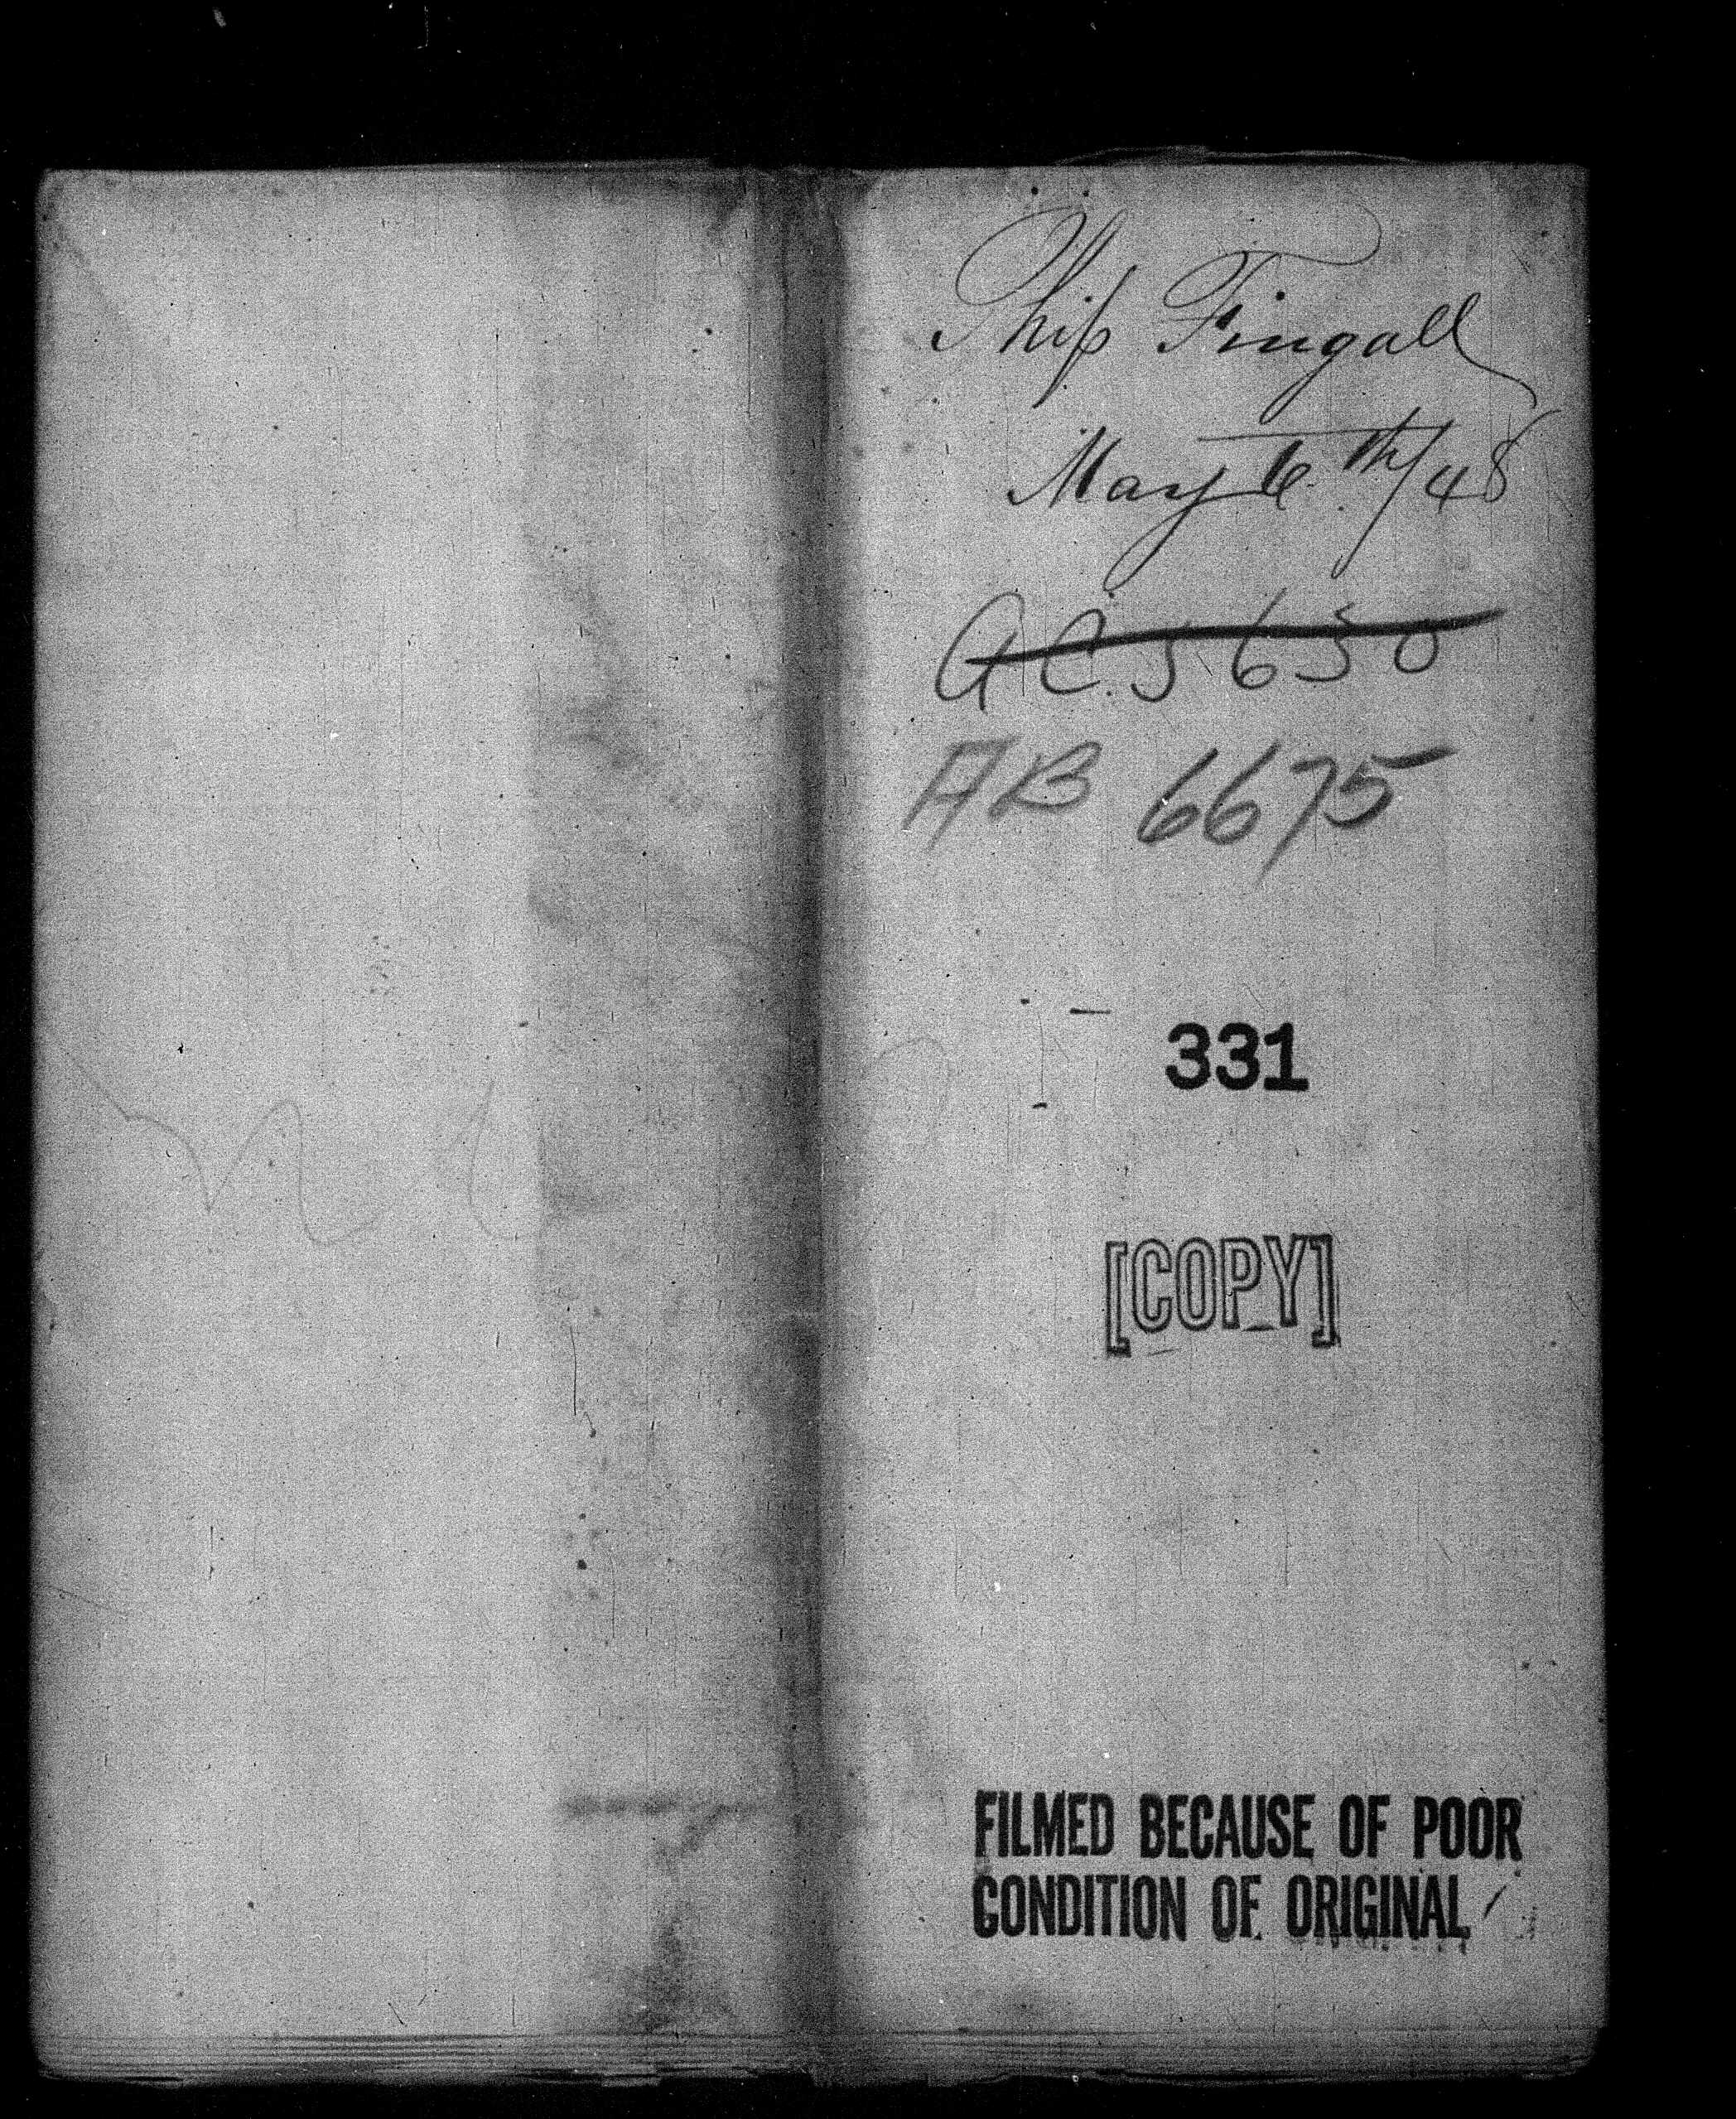 Ship Fingall
May 6th/48
AC. 5650
AB 6675
331
[COPY]
FILMED BECAUSE OF POOR
CONDITION OF ORIGINAL